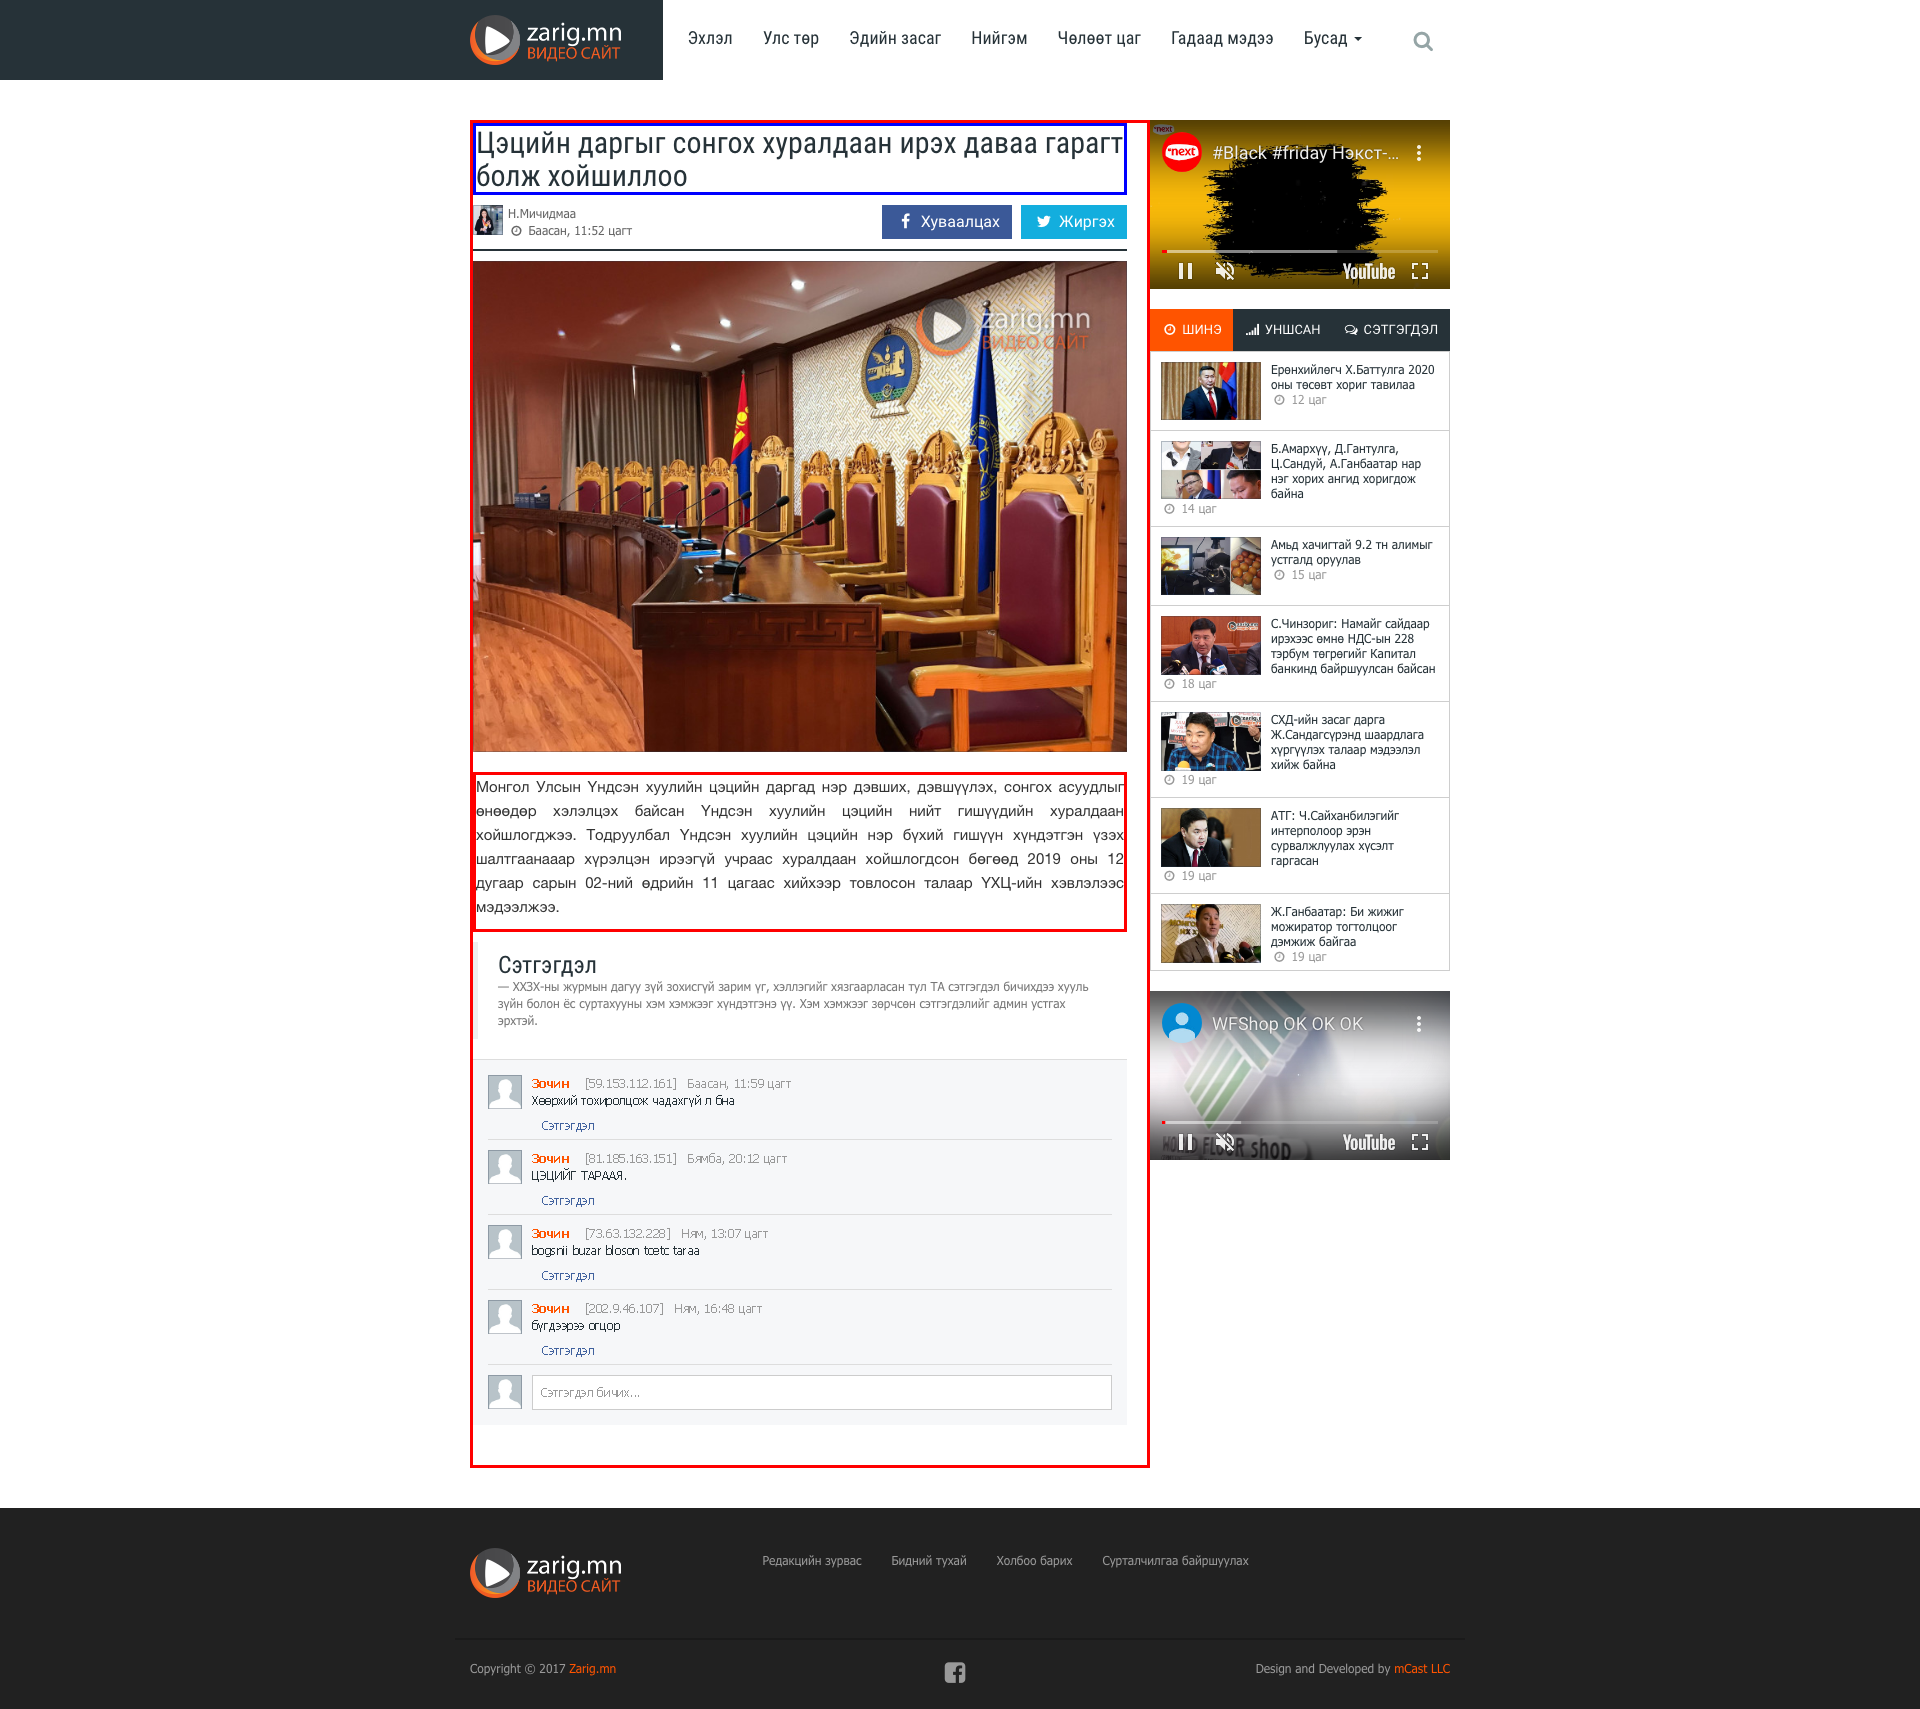 zarig.mn
ВИДЕО САЙТ
Эхлэл Улс төр Эдийн засаг Нийгэм Чөлөөт цаг Гадаад мэдээ Бусад
Цэцийн даргыг сонгох хуралдаан ирэх даваа гарагт
болж хойшиллоо
Н.Мичидмаа
Баасан, 11:52 цагт
Хуваалцах
Жиргэх
zarig.mn
ВИДЕО САЙТ
Монгол Улсын Үндсэн хуулийн цэцийн даргад нэр дэвших, дэвшүүлэх, сонгох асуудлыг
өнөөдөр хэлэлцэх байсан Үндсэн хуулийн цэцийн нийт гишүүдийн хуралдаан
хойшлогджээ. Тодруулбал Үндсэн хуулийн цэцийн нэр бүхий гишүүн хүндэтгэн үзэх
шалтгаанааар хүрэлцэн ирээгүй учраас хуралдаан хойшлогдсон бөгөөд 2019 оны 12
дугаар сарын 02-ний өдрийн 11 цагаас хийхээр товлосон талаар ҮХЦ-ийн хэвлэлээс
мэдээлжээ.
Сэтгэгдэл
— ХХЗХ-ны журмын дагуу зүй зохисгүй зарим үг, хэллэгийг хязгаарласан тул ТА сэтгэгдэл бичихдээ хууль
зүйн болон ёс суртахууны хэм хэмжээг хүндэтгэнэ үү. Хэм хэмжээг зөрчсөн сэтгэгдэлийг админ устгах
эрхтэй.
Зочин [59.153.112.161] Баасан, 11:59 цагт
Хөөрхий тохиролцож чадахгүй л бна
Сэтгэгдэл
Зочин [81.185.163.151] Бямба, 20:12 цагт
ЦЭЦИЙГ ТАРААЯ.
Сэтгэгдэл
Зочин [73.63.132.228] Ням, 13:07 цагт
bogsnii buzar bloson tcetc taraa
Сэтгэгдэл
Зочин [202.9.46.107] Ням, 16:48 цагт
бүгдээрээ огцор
Сэтгэгдэл
Сэтгэгдэл бичих...
next
next
#Black #friday Нэкст-...
YouTube
ШИНЭ УНШСАН СЭТГЭГДЭЛ
Ерөнхийлөгч Х.Баттулга 2020
оны төсөвт хориг тавилаа
12 цаг
Б.Амархүү, Д.Гантулга,
Ц.Сандуй, А.Ганбаатар нар
нэг хорих ангид хоригдож
байна
14 цаг
Амьд хачигтай 9.2 тн алимыг
устгалд оруулав
15 цаг
С.Чинзориг: Намайг сайдаар
ирэхээс өмнө НДС-ын 228
тэрбум төгрөгийг Капитал
банкинд байршуулсан байсан
18 цаг
СХД-ийн засаг дарга
Ж.Сандагсүрэнд шаардлага
хүргүүлэх талаар мэдээлэл
хийж байна
19 цаг
АТГ: Ч.Сайханбилэгийг
интерполоор эрэн
сурвалжлуулах хүсэлт
гаргасан
19 цаг
Ж.Ганбаатар: Би жижиг
можиратор тогтолцоог
дэмжиж байгаа
19 цаг
WFShop OK OK OK
WORLD FLOOR shop
YouTube
zarig.mn
ВИДЕО САЙТ
Редакцийн зурвас Бидний тухай Холбоо барих Сурталчилгаа байршуулах
Copyright © 2017 Zarig.mn
Design and Developed by mCast LLC